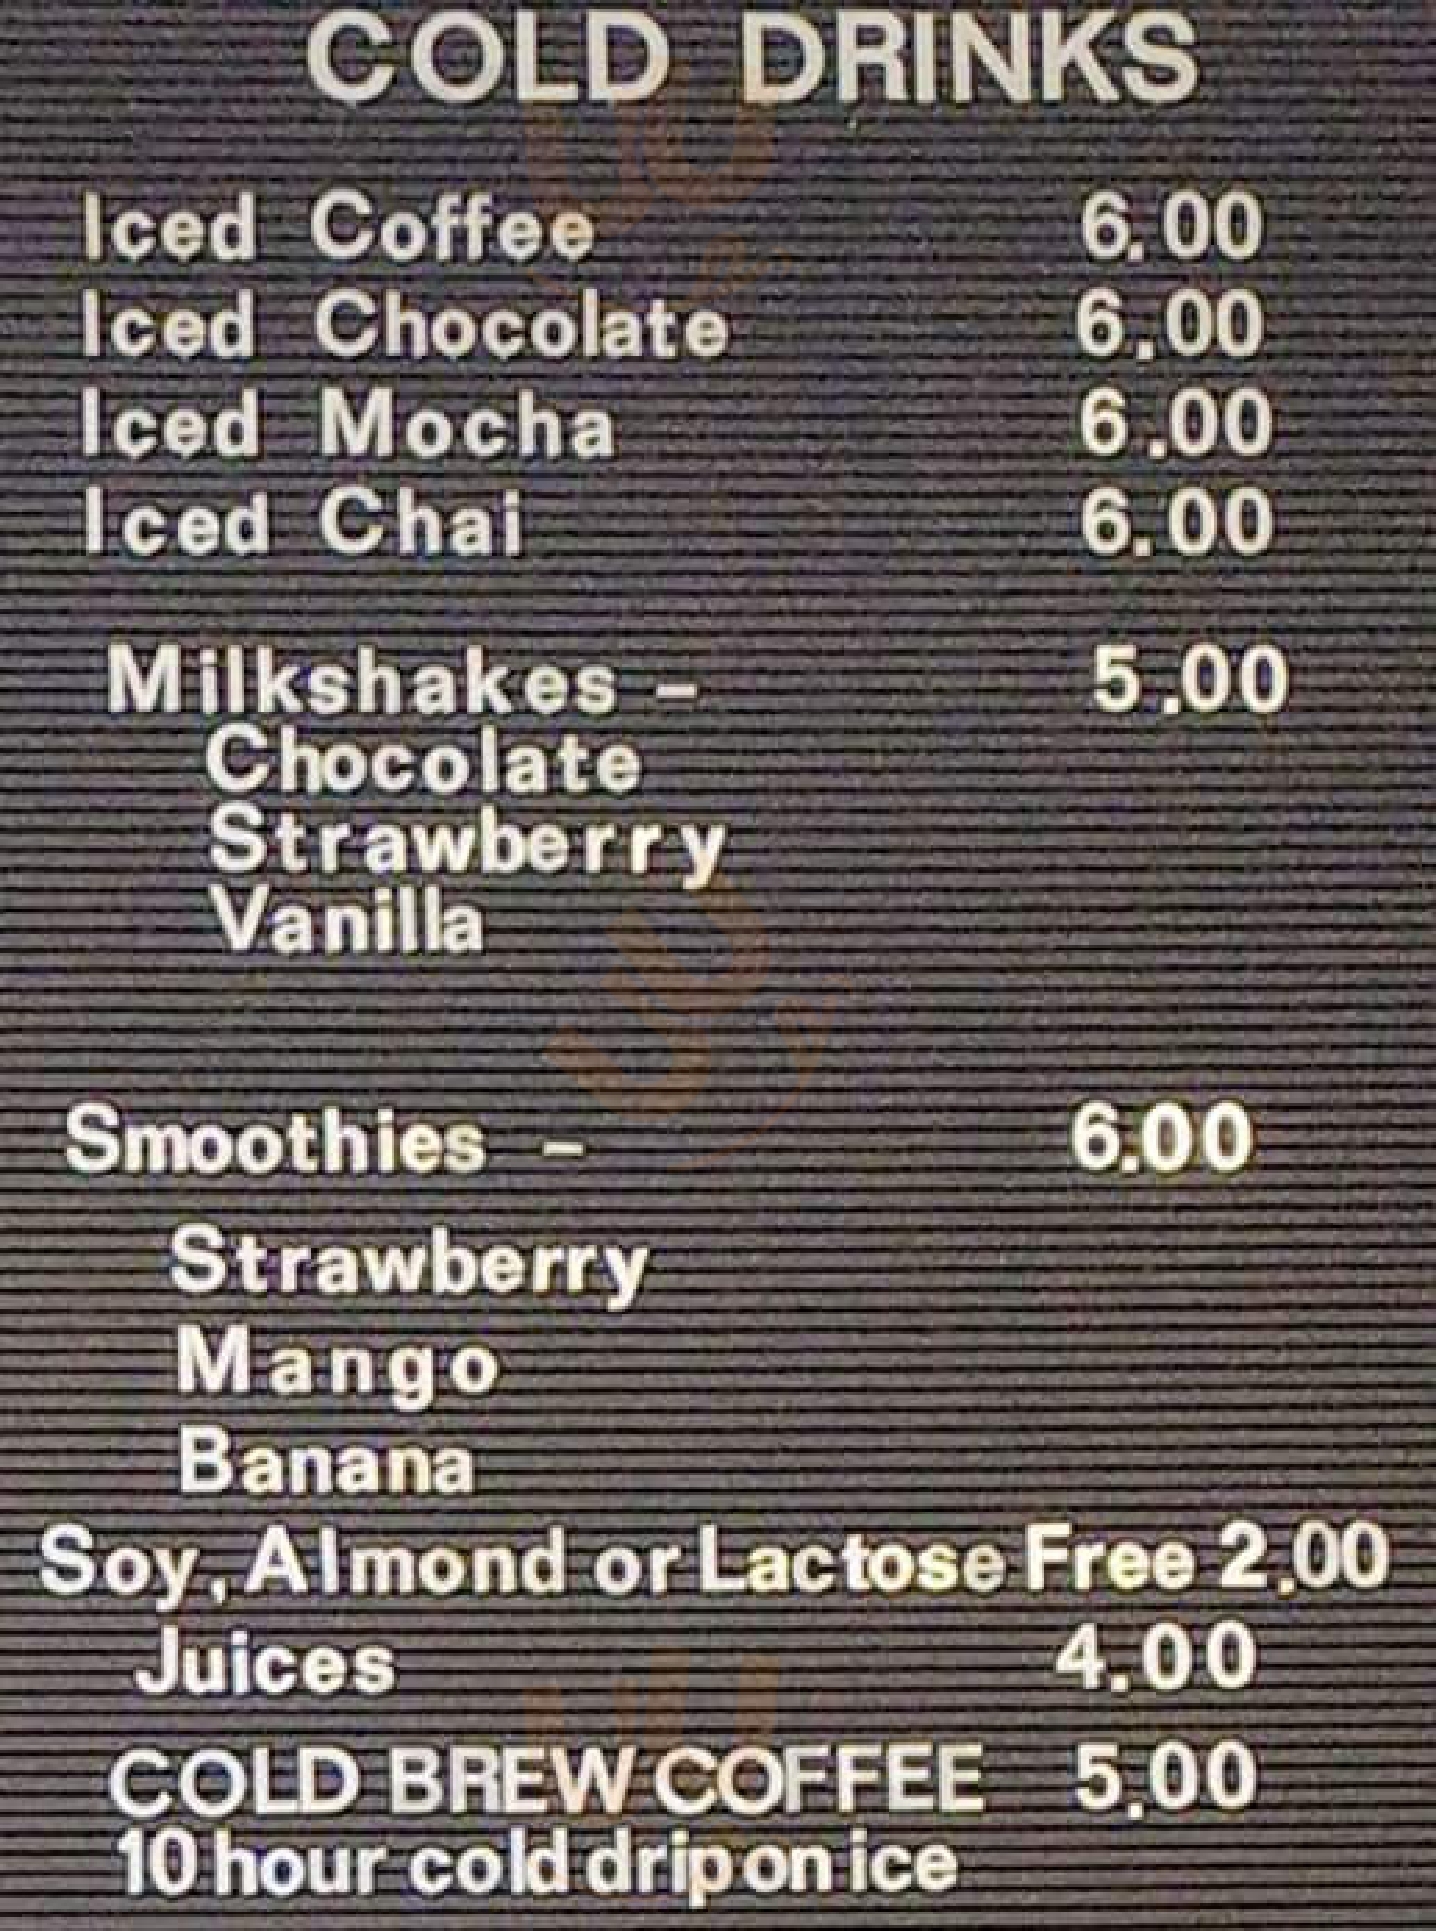 COLD DRINKS
Iced Coffee 6.00
Iced Chocolate 6.00
Iced Mocha 6.00
Iced Chai 6.00
Milkshakes – 5.00
Chocolate
Strawberry
Vanilla
Smoothies – 6.00
Strawberry
Mango
Banana
Soy, Almond or Lactose Free 2.00
Juices 4.00
COLD BREW COFFEE 5.00
10 hour cold drip on ice